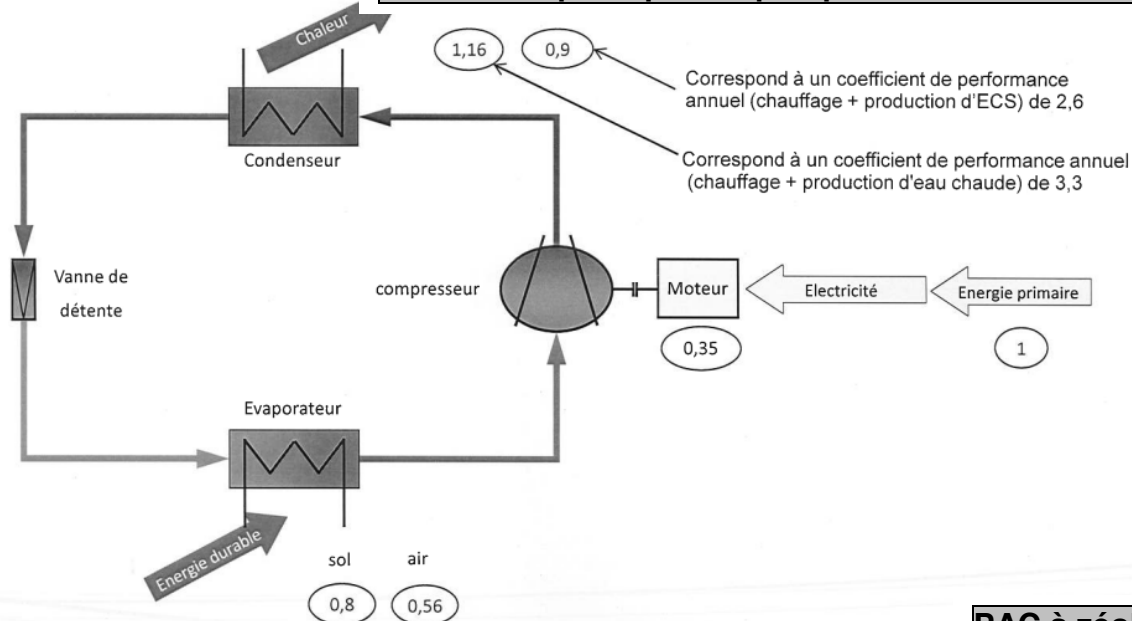 Chaleur
1,16
0,9
Correspond à un coefficient de performance
annuel (chauffage + production d'ECS) de 2,6
Condenseur
Correspond à un coefficient de performance annuel
(chauffage + production d'eau chaude) de 3,3
Vanne de
détente
compresseur
Moteur
Electricité
Energie primaire
0,35
1
Evaporateur
Energie durable
sol
air
0,8
0,56